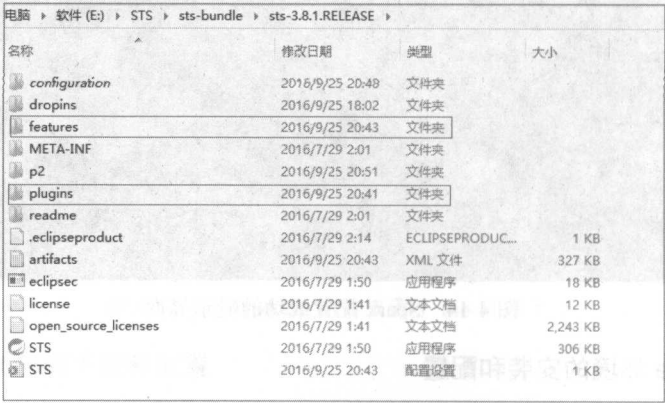 电脑 ▸ 软件 (E:) ▸ STS ▸ sts-bundle ▸ sts-3.8.1.RELEASE ▸
名称 修改日期 类型 大小
configuration 2016/9/25 20:48 文件夹
dropins 2016/9/25 18:02 文件夹
features 2016/9/25 20:43 文件夹
META-INF 2016/7/29 2:01 文件夹
p2 2016/9/25 20:51 文件夹
plugins 2016/9/25 20:41 文件夹
readme 2016/7/29 2:01 文件夹
.eclipseproduct 2016/7/29 2:14 ECLIPSEPRODUC... 1 KB
artifacts 2016/9/25 20:43 XML 文件 327 KB
eclipsec 2016/7/29 1:50 应用程序 18 KB
license 2016/7/29 1:41 文本文档 12 KB
open_source_licenses 2016/7/29 1:41 文本文档 2,243 KB
STS 2016/7/29 1:50 应用程序 306 KB
STS 2016/9/25 20:43 配置设置 1 KB